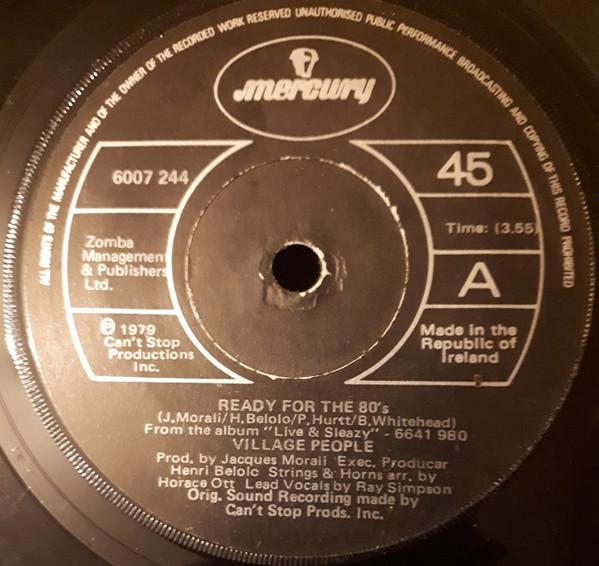 ALL RIGHTS OF THE MANUFACTURER AND OF THE OWNER OF THE RECORDED WORK RESERVED UNAUTHORISED PUBLIC PERFORMANCE BROADCASTING AND COPYING OF THIS RECORD PROHIBITED
mercury
6007 244
45
Time: (3.55)
Zomba
Management
& Publishers
Ltd.
A
℗ 1979
Can't Stop
Productions
Inc.
Made in the
Republic of
Ireland
READY FOR THE 80's
(J.Morali/H.Belolo/P.Hurtt/B.Whitehead)
From the album "Live & Sleazy" - 6641 980
VILLAGE PEOPLE
Prod. by Jacques Morali Exec. Producer
Henri Belolo Strings & Horns arr. by
Horace Ott Lead Vocals by Ray Simpson
Orig. Sound Recording made by
Can't Stop Prods. Inc.